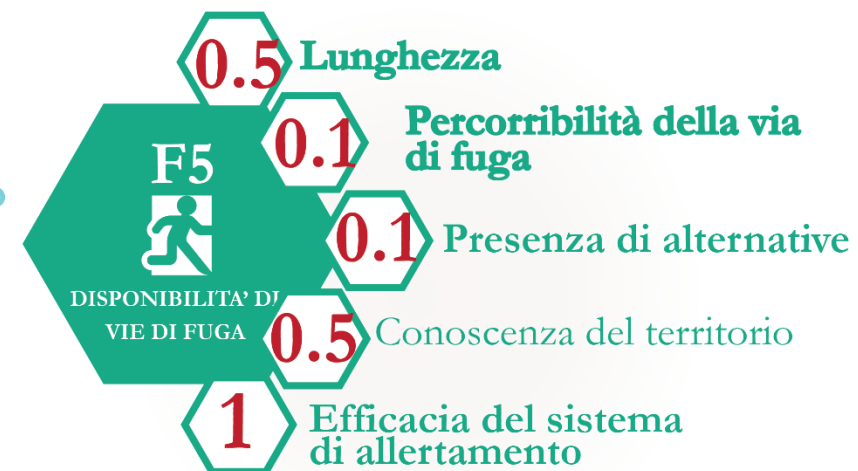 0.5 Lunghezza
0.1 Percorribilità della via
di fuga
F5
0.1 Presenza di alternative
DISPONIBILITA' DI
VIE DI FUGA
0.5 Conoscenza del territorio
1 Efficacia del sistema
di allertamento